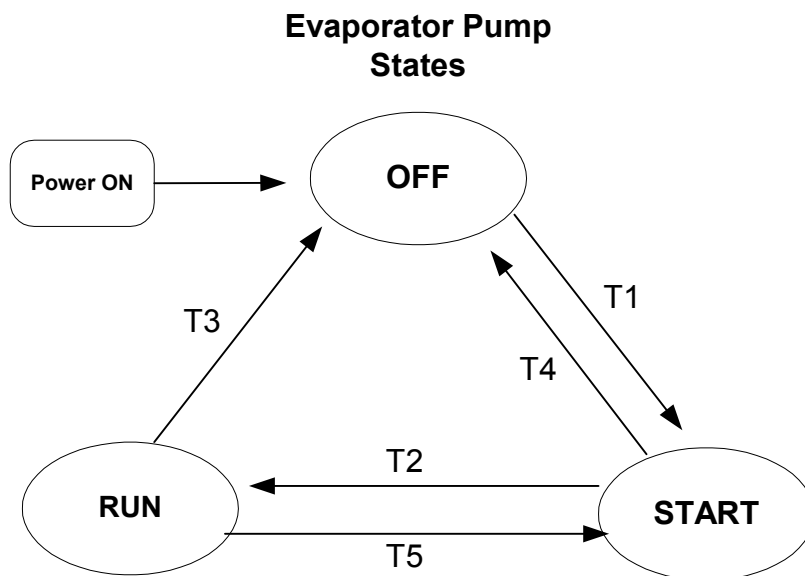 Evaporator Pump
States
Power ON
OFF
T1
T3
T4
T2
RUN
START
T5